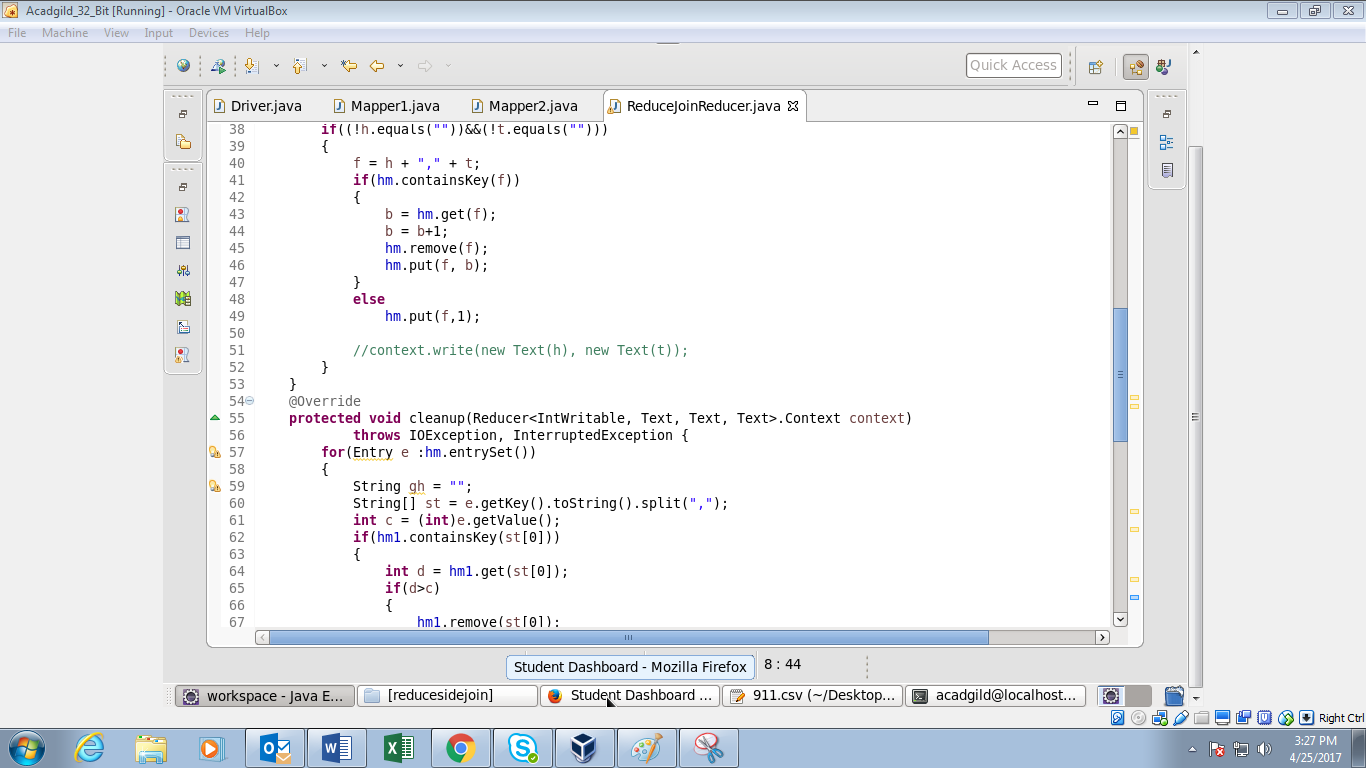 Acadgild_32_Bit [Running] - Oracle VM VirtualBox
File Machine View Input Devices Help
Quick Access
Driver.java Mapper1.java Mapper2.java ReduceJoinReducer.java
38 if((!h.equals(""))&&(!t.equals("")))
39 {
40 f = h + "," + t;
41 if(hm.containsKey(f))
42 {
43 b = hm.get(f);
44 b = b+1;
45 hm.remove(f);
46 hm.put(f, b);
47 }
48 else
49 hm.put(f,1);
50
51 //context.write(new Text(h), new Text(t));
52 }
53 }
54 @Override
55 protected void cleanup(Reducer<IntWritable, Text, Text, Text>.Context context)
56 throws IOException, InterruptedException {
57 for(Entry e :hm.entrySet())
58 {
59 String gh = "";
60 String[] st = e.getKey().toString().split(",");
61 int c = (int)e.getValue();
62 if(hm1.containsKey(st[0]))
63 {
64 int d = hm1.get(st[0]);
65 if(d>c)
66 {
67 hm1.remove(st[0]);
Student Dashboard - Mozilla Firefox 8 : 44
workspace - Java E... [reducesidejoin] Student Dashboard ... 911.csv (~/Desktop... acadgild@localhost...
Right Ctrl
3:27 PM
4/25/2017